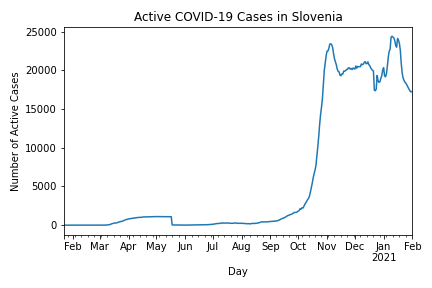 Active COVID-19 Cases in Slovenia
Number of Active Cases
25000
20000
15000
10000
5000
0
Feb Mar Apr May Jun Jul Aug Sep Oct Nov Dec Jan Feb
2021
Day